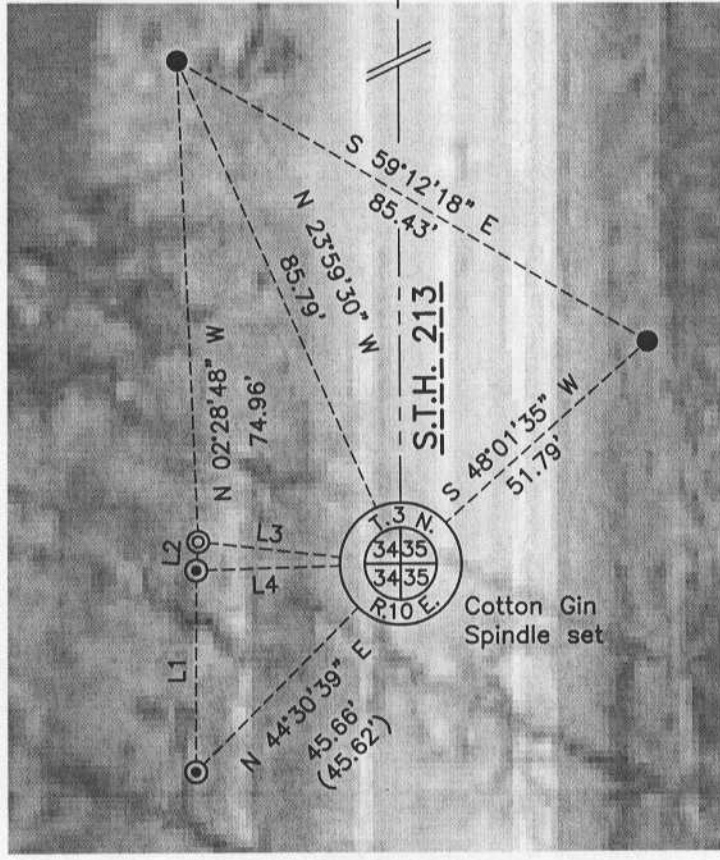 S 59°12'18" E
85.43'
N 23°59'30" W
85.79'
S.T.H. 213
N 02°28'48" W
74.96'
S 48°01'35" W
51.79'
L2
L3
L4
L1
T.3 N.
34 35
34 35
R.10 E.
Cotton Gin
Spindle set
N 44°30'39" E
45.66'
(45.62')